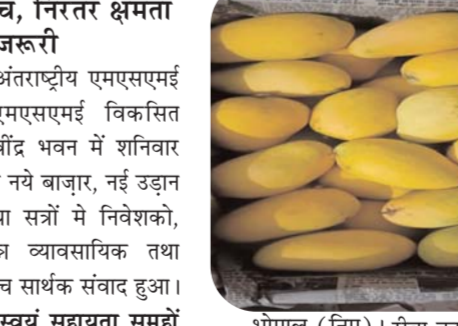 च, निरंतर क्षमता
जरूरी
अंतराष्ट्रीय एमएसएमई
एमएसएमई विकसित
वींद्र भवन में शनिवार
नये बाज़ार, नई उड़ान
सत्रों मे निवेशको,
व्यावसायिक तथा
च सार्थक संवाद हुआ।
स्वयं सहायता समूहों
भोपाल (निप्र)।